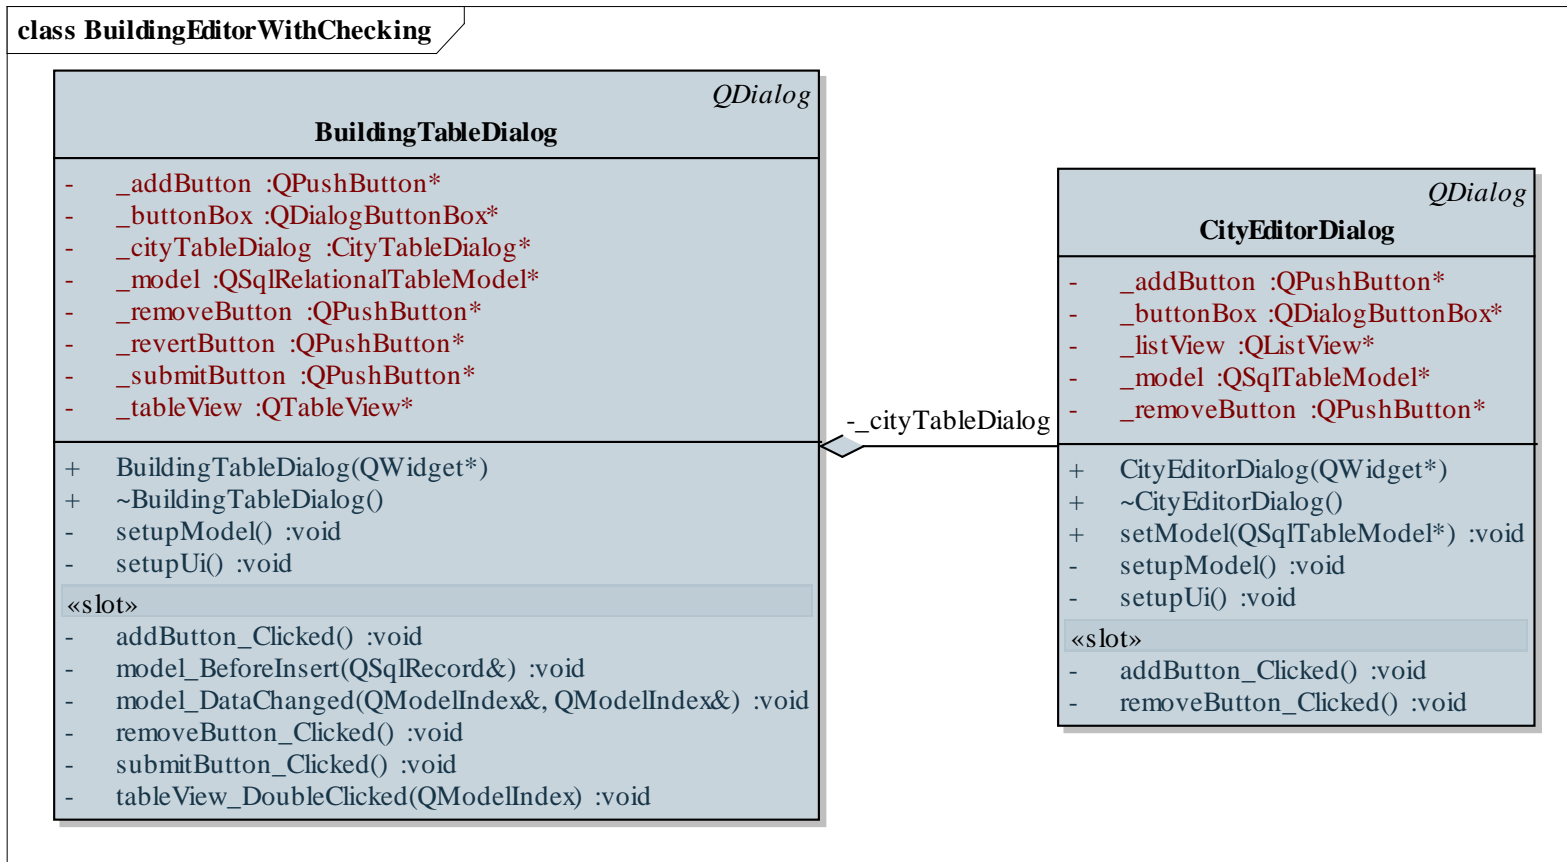 class BuildingEditorWithChecking
QDialog
BuildingTableDialog
- _addButton :QPushButton*
- _buttonBox :QDialogButtonBox*
- _cityTableDialog :CityTableDialog*
- _model :QSqlRelationalTableModel*
- _removeButton :QPushButton*
- _revertButton :QPushButton*
- _submitButton :QPushButton*
- _tableView :QTableView*
+ BuildingTableDialog(QWidget*)
+ ~BuildingTableDialog()
- setupModel() :void
- setupUi() :void
«slot»
- addButton_Clicked() :void
- model_BeforeInsert(QSqlRecord&) :void
- model_DataChanged(QModelIndex&, QModelIndex&) :void
- removeButton_Clicked() :void
- submitButton_Clicked() :void
- tableView_DoubleClicked(QModelIndex) :void
-_cityTableDialog
QDialog
CityEditorDialog
- _addButton :QPushButton*
- _buttonBox :QDialogButtonBox*
- _listView :QListView*
- _model :QSqlTableModel*
- _removeButton :QPushButton*
+ CityEditorDialog(QWidget*)
+ ~CityEditorDialog()
+ setModel(QSqlTableModel*) :void
- setupModel() :void
- setupUi() :void
«slot»
- addButton_Clicked() :void
- removeButton_Clicked() :void